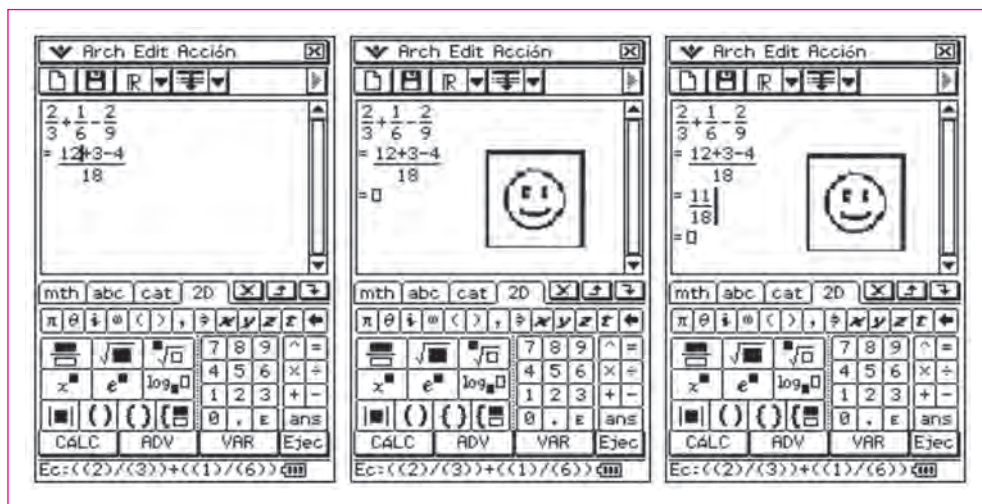 Arch Edit Acción
2/3+1/6-2/9
= 12+3-4/18
mth abc cat 2D
π θ i ∞ ( ) , ⇒ x y z t ←
√■ ■√□ 7 8 9 ^ =
x■ e■ log■□ 4 5 6 × ÷
1 2 3 + -
|■| ( ) { } {■ 0 . E ans
CALC ADV VAR Ejec
Ec:((2)/(3))+((1)/(6))
Arch Edit Acción
2/3+1/6-2/9
= 12+3-4/18
=□
mth abc cat 2D
π θ i ∞ ( ) , ⇒ x y z t ←
√■ ■√□ 7 8 9 ^ =
x■ e■ log■□ 4 5 6 × ÷
1 2 3 + -
|■| ( ) { } {■ 0 . E ans
CALC ADV VAR Ejec
Ec:((2)/(3))+((1)/(6))
Arch Edit Acción
2/3+1/6-2/9
= 12+3-4/18
= 11/18
=□
mth abc cat 2D
π θ i ∞ ( ) , ⇒ x y z t ←
√■ ■√□ 7 8 9 ^ =
x■ e■ log■□ 4 5 6 × ÷
1 2 3 + -
|■| ( ) { } {■ 0 . E ans
CALC ADV VAR Ejec
Ec:((2)/(3))+((1)/(6))